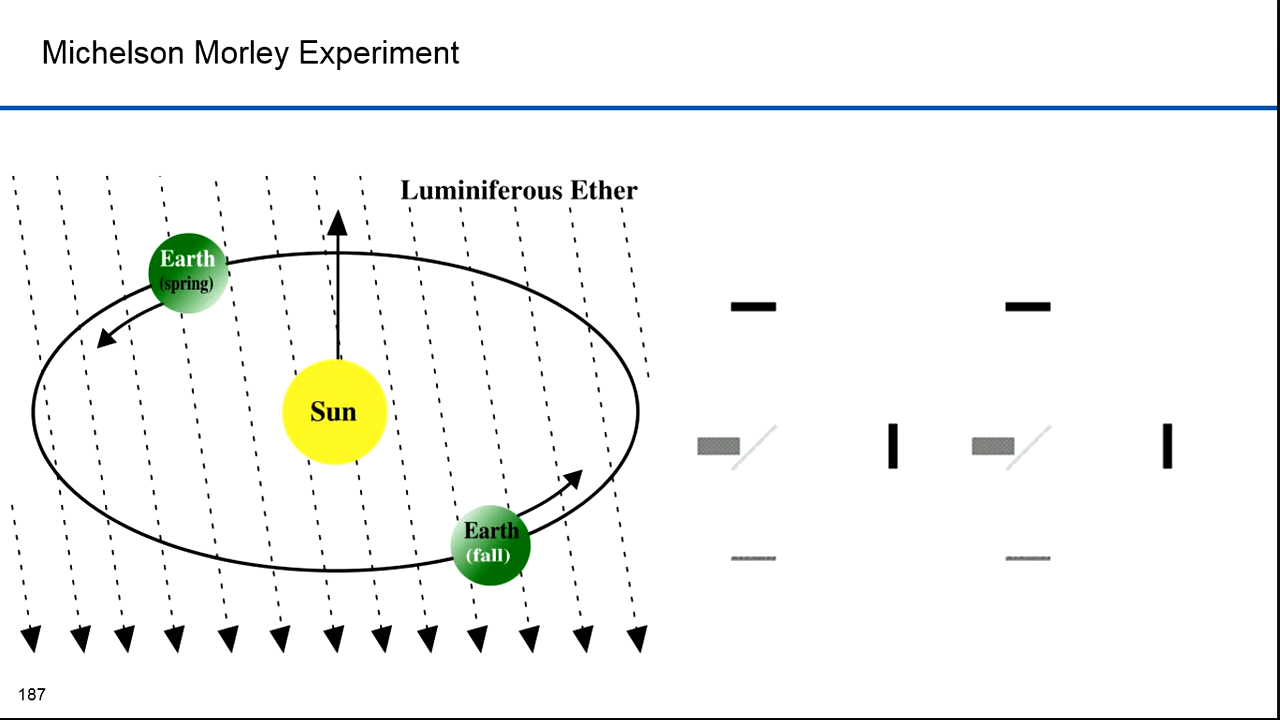 Michelson Morley Experiment
Luminiferous Ether
Earth
(spring)
Sun
Earth
(fall)
187